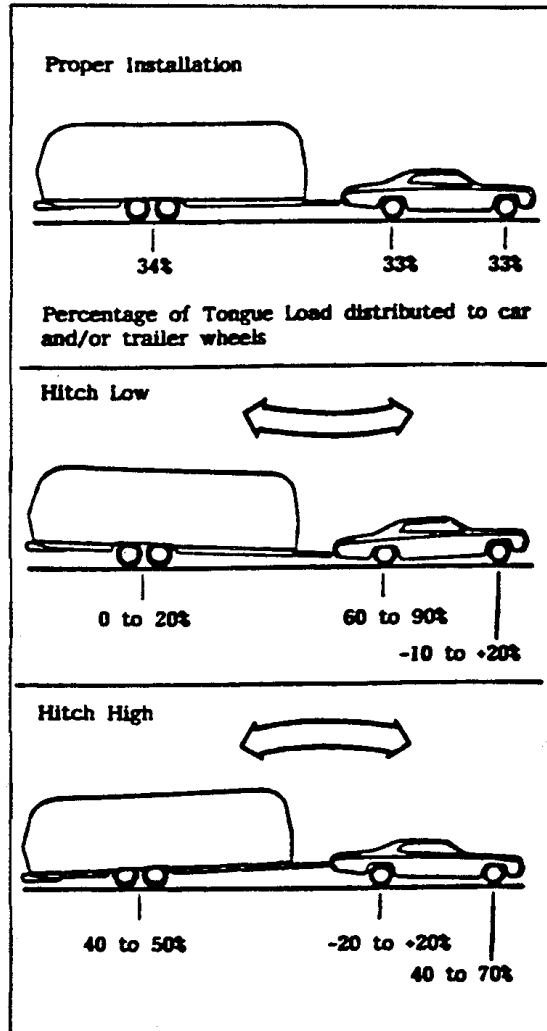 Proper Installation
34%
33%
33%
Percentage of Tongue Load distributed to car
and/or trailer wheels
Hitch Low
0 to 20%
60 to 90%
-10 to +20%
Hitch High
40 to 50%
-20 to +20%
40 to 70%